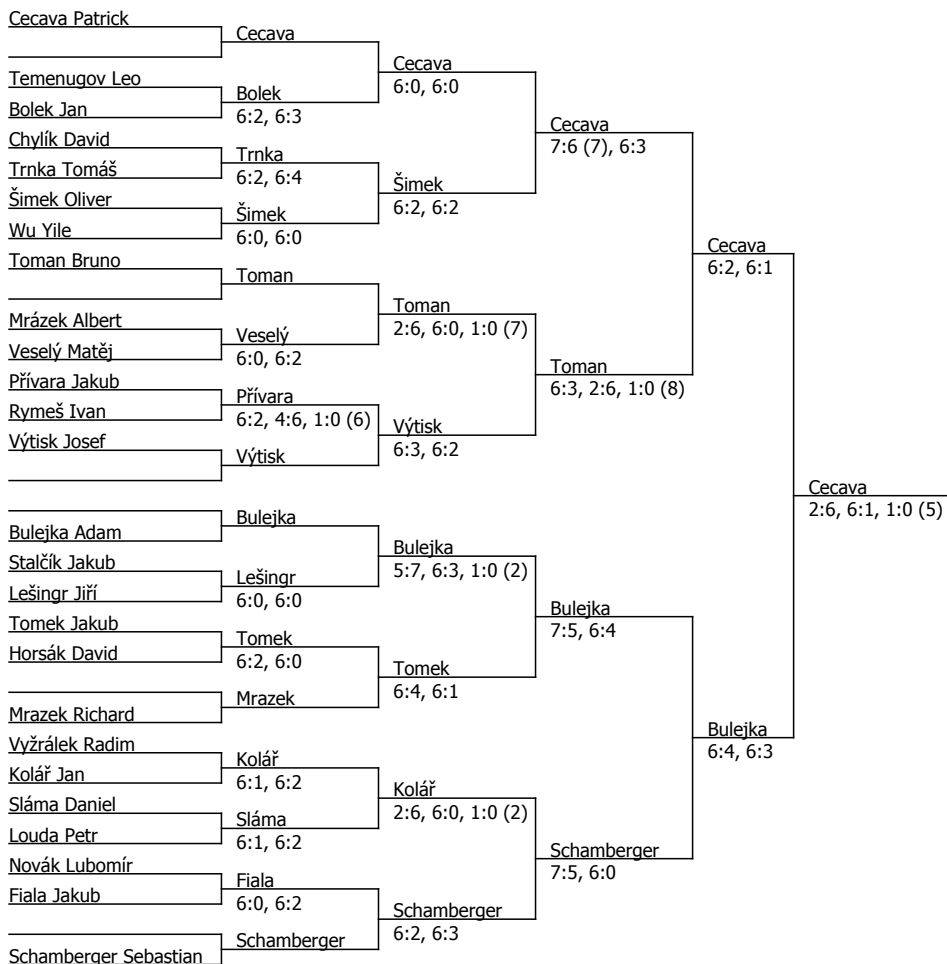 Cecava Patrick
Cecava
Cecava
6:0, 6:0
Temenugov Leo
Bolek
6:2, 6:3
Bolek Jan
Cecava
7:6 (7), 6:3
Chylík David
Trnka
6:2, 6:4
Trnka Tomáš
Šimek
6:2, 6:2
Šimek Oliver
Šimek
6:0, 6:0
Wu Yile
Cecava
6:2, 6:1
Toman Bruno
Toman
Toman
2:6, 6:0, 1:0 (7)
Mrázek Albert
Veselý
6:0, 6:2
Veselý Matěj
Toman
6:3, 2:6, 1:0 (8)
Přívara Jakub
Přívara
6:2, 4:6, 1:0 (6)
Rymeš Ivan
Výtisk
6:3, 6:2
Výtisk Josef
Výtisk
Cecava
2:6, 6:1, 1:0 (5)
Bulejka
Bulejka Adam
Bulejka
5:7, 6:3, 1:0 (2)
Stalčík Jakub
Lešingr
6:0, 6:0
Lešingr Jiří
Bulejka
7:5, 6:4
Tomek Jakub
Tomek
6:2, 6:0
Horsák David
Tomek
6:4, 6:1
Mrazek
Mrazek Richard
Bulejka
6:4, 6:3
Vyžrálek Radim
Kolář
6:1, 6:2
Kolář Jan
Kolář
2:6, 6:0, 1:0 (2)
Sláma Daniel
Sláma
6:1, 6:2
Louda Petr
Schamberger
7:5, 6:0
Novák Lubomír
Fiala
6:0, 6:2
Fiala Jakub
Schamberger
6:2, 6:3
Schamberger
Schamberger Sebastian